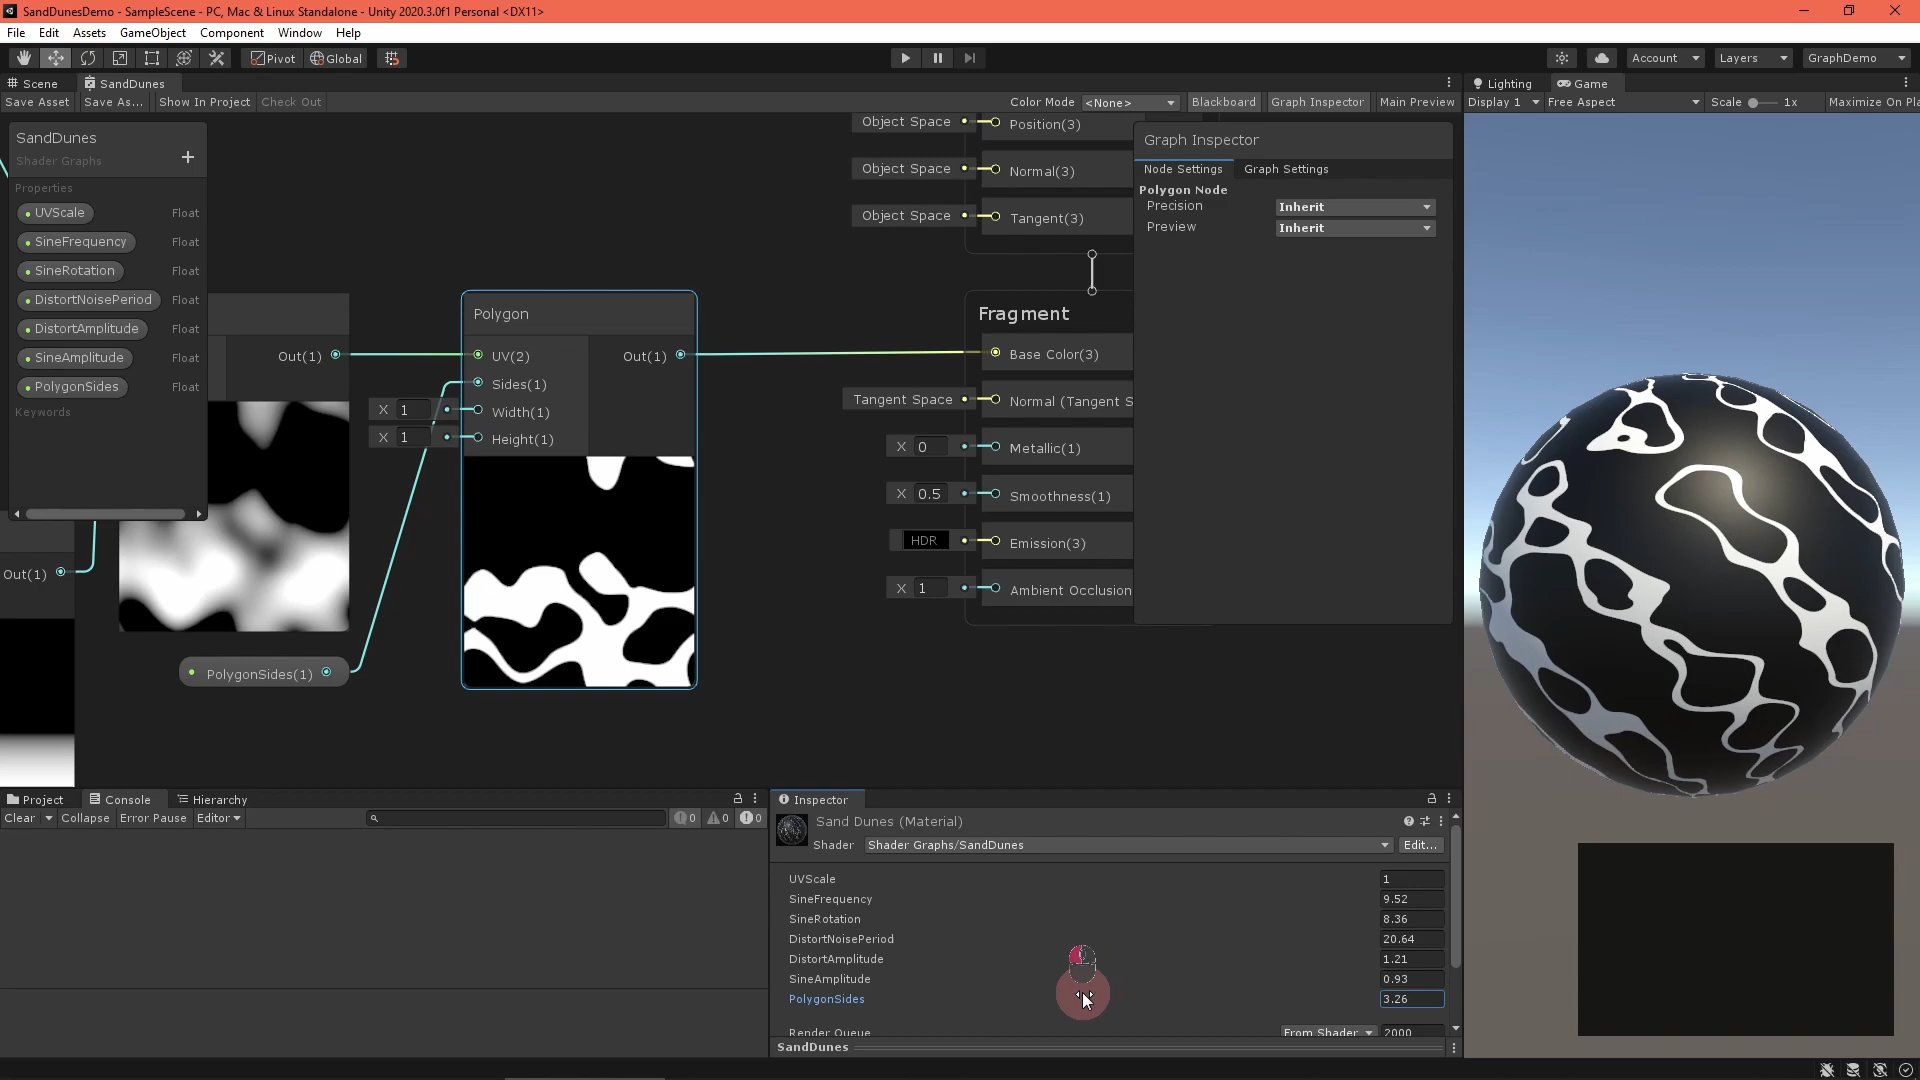 SandDunesDemo - SampleScene - PC, Mac & Linux Standalone - Unity 2020.3.0f1 Personal <DX11>
File Edit Assets GameObject Component Window Help
Pivot Global Account Layers GraphDemo
Scene SandDunes Lighting Game
Save Asset Save As... Show In Project Check Out Color Mode <None> Blackboard Graph Inspector Main Preview Display 1 Free Aspect Scale 1x Maximize On Pla
SandDunes
Shader Graphs
+
Properties
UVScale Float
SineFrequency Float
SineRotation Float
DistortNoisePeriod Float
DistortAmplitude Float
SineAmplitude Float
PolygonSides Float
Keywords
Out(1)
Out(1)
PolygonSides(1)
Polygon
UV(2) Out(1)
Sides(1)
X 1 Width(1)
X 1 Height(1)
Object Space Position(3)
Object Space Normal(3)
Object Space Tangent(3)
Fragment
Base Color(3)
Tangent Space Normal (Tangent S
X 0 Metallic(1)
X 0.5 Smoothness(1)
HDR Emission(3)
X 1 Ambient Occlusion
Graph Inspector
Node Settings Graph Settings
Polygon Node
Precision Inherit
Preview Inherit
Project Console Hierarchy
Clear Collapse Error Pause Editor 0 0 0
Inspector
Sand Dunes (Material)
Shader Shader Graphs/SandDunes Edit...
UVScale 1
SineFrequency 9.52
SineRotation 8.36
DistortNoisePeriod 20.64
DistortAmplitude 1.21
SineAmplitude 0.93
PolygonSides 3.26
Render Queue From Shader 2000
SandDunes